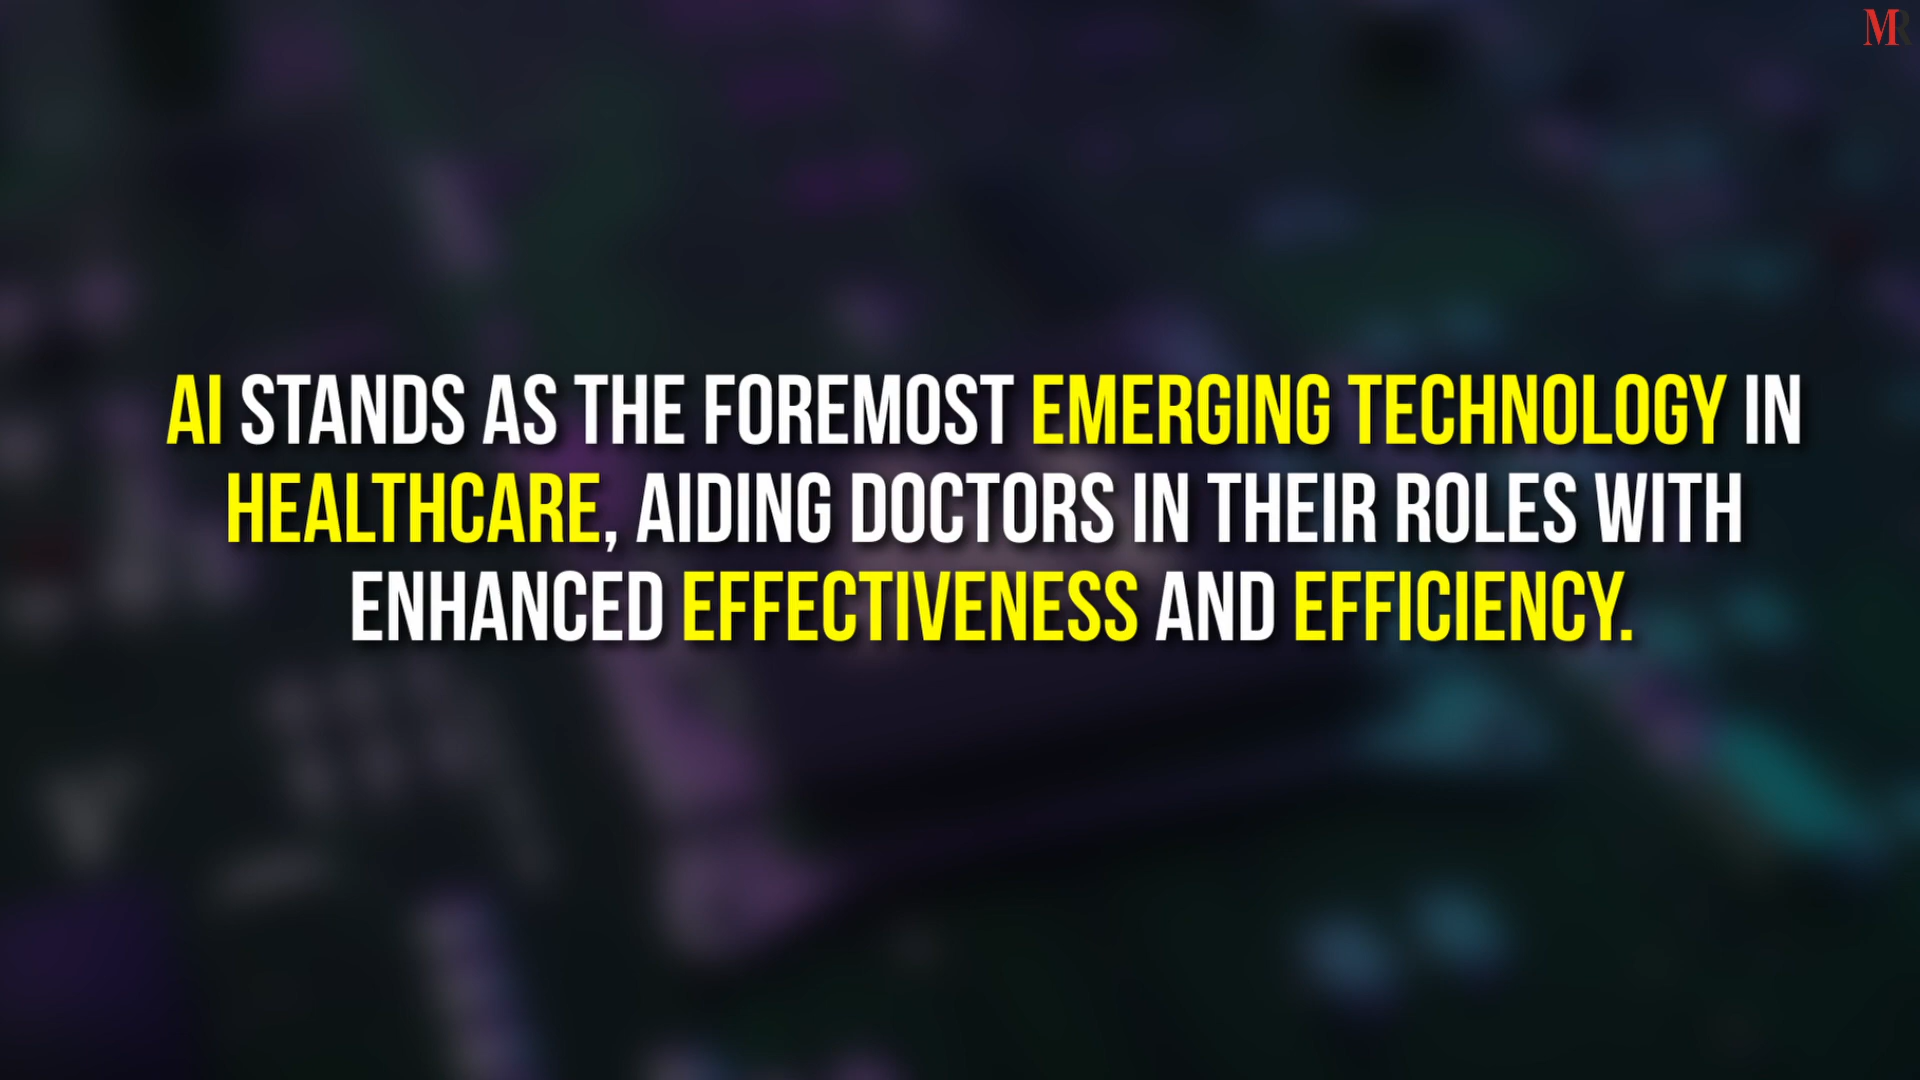 MR
AI STANDS AS THE FOREMOST EMERGING TECHNOLOGY IN
HEALTHCARE, AIDING DOCTORS IN THEIR ROLES WITH
ENHANCED EFFECTIVENESS AND EFFICIENCY.